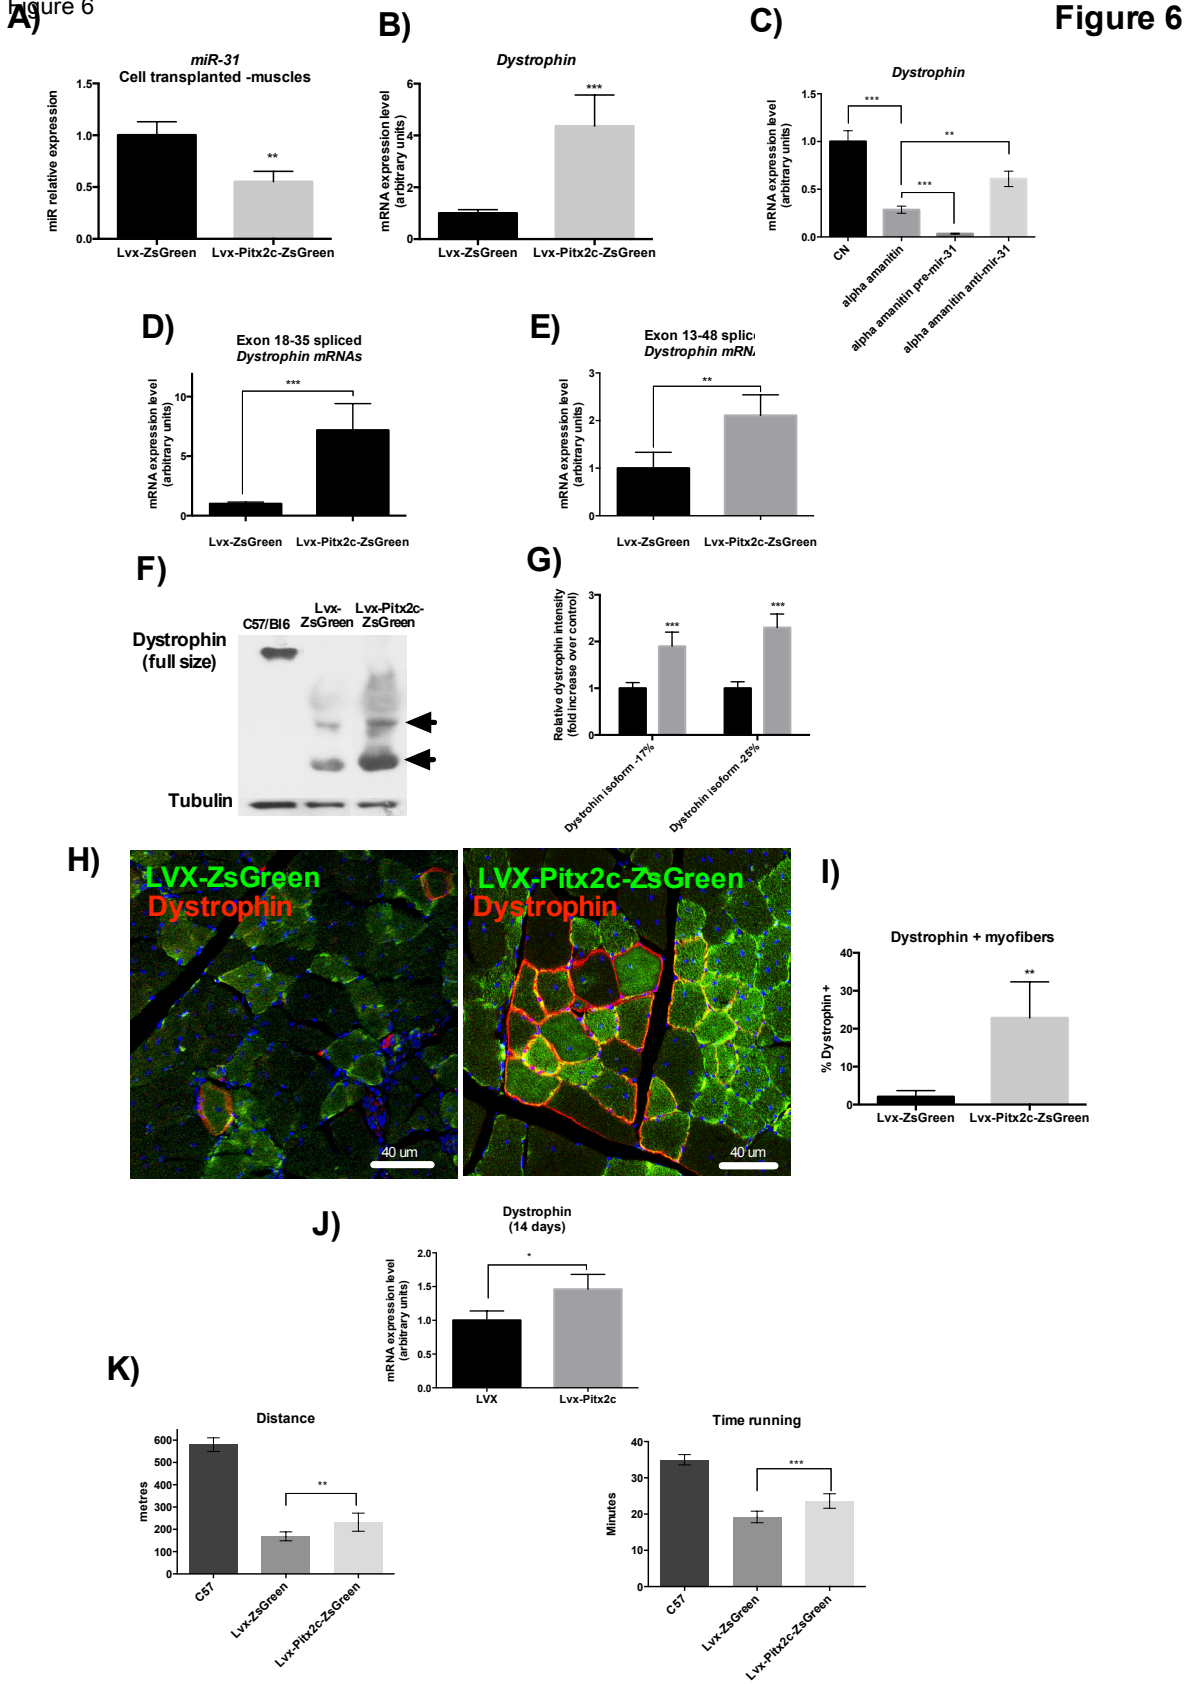 Figure 6
Figure 6
A)
miR-31
Cell transplanted -muscles
miR relative expression
1.5
1.0
0.5
0.0
**
Lvx-ZsGreen
Lvx-Pitx2c-ZsGreen
B)
Dystrophin
mRNA expression level
(arbitrary units)
6
4
2
0
***
Lvx-ZsGreen
Lvx-Pitx2c-ZsGreen
C)
Dystrophin
mRNA expression level
(arbitrary units)
1.5
1.0
0.5
0.0
***
**
***
CN
alpha amanitin
alpha amanitin pre-mir-31
alpha amanitin anti-mir-31
D)
Exon 18-35 spliced
Dystrophin mRNAs
mRNA expression level
(arbitrary units)
10
5
0
***
Lvx-ZsGreen
Lvx-Pitx2c-ZsGreen
E)
Exon 13-48 splic
Dystrophin mRN
mRNA expression level
(arbitrary units)
3
2
1
0
**
Lvx-ZsGreen
Lvx-Pitx2c-ZsGreen
F)
C57/Bl6
Lvx-
ZsGreen
Lvx-Pitx2c-
ZsGreen
Dystrophin
(full size)
Tubulin
G)
Relative dystrophin intensity
(fold increase over control)
3
2
1
0
***
***
Dystrohin isoform -17%
Dystrohin isoform -25%
H)
LVX-ZsGreen
Dystrophin
40 um
LVX-Pitx2c-ZsGreen
Dystrophin
40 um
I)
Dystrophin + myofibers
% Dystrophin +
40
30
20
10
0
**
Lvx-ZsGreen
Lvx-Pitx2c-ZsGreen
J)
Dystrophin
(14 days)
mRNA expression level
(arbitrary units)
2.0
1.5
1.0
0.5
0.0
*
LVX
Lvx-Pitx2c
K)
Distance
metres
600
500
400
300
200
100
0
**
C57
Lvx-ZsGreen
Lvx-Pitx2c-ZsGreen
Time running
Minutes
40
30
20
10
0
***
C57
Lvx-ZsGreen
Lvx-Pitx2c-ZsGreen